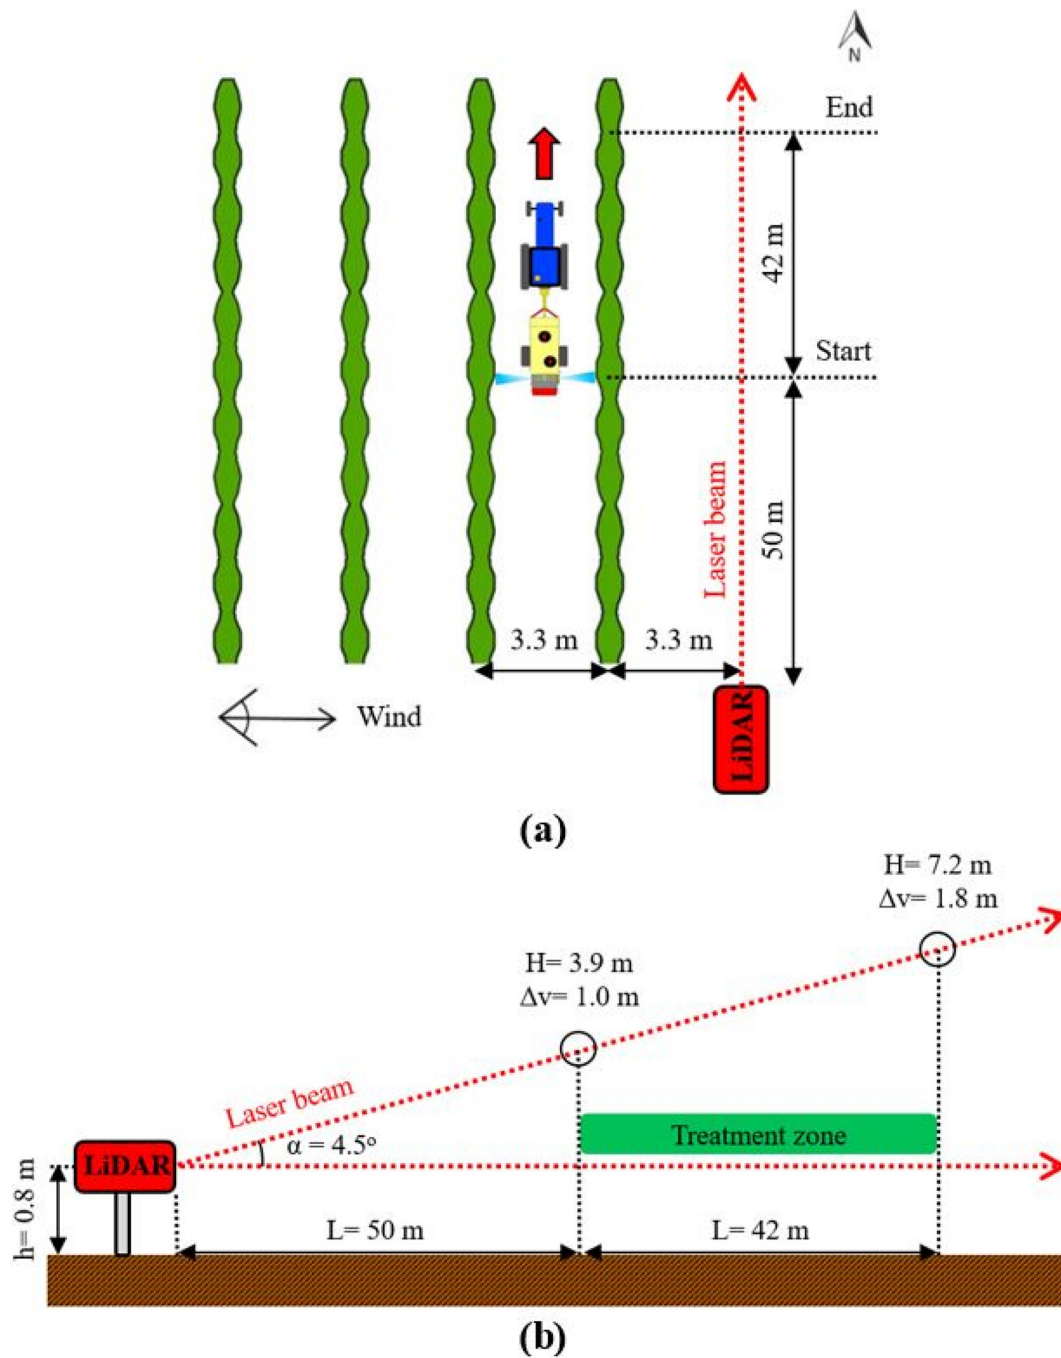 N
End
42 m
Start
Laser beam
50 m
3.3 m
3.3 m
Wind
LiDAR
(a)
H= 7.2 m
Δv= 1.8 m
H= 3.9 m
Δv= 1.0 m
Laser beam
α = 4.5º
Treatment zone
LiDAR
h= 0.8 m
L= 50 m
L= 42 m
(b)